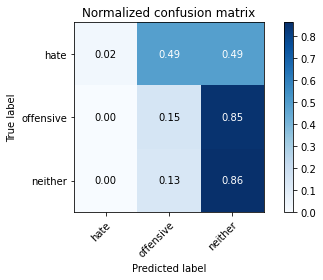 Normalized confusion matrix
True label
hate 0.02 0.49 0.49
offensive 0.00 0.15 0.85
neither 0.00 0.13 0.86
hate offensive neither
Predicted label
0.8
0.7
0.6
0.5
0.4
0.3
0.2
0.1
0.0